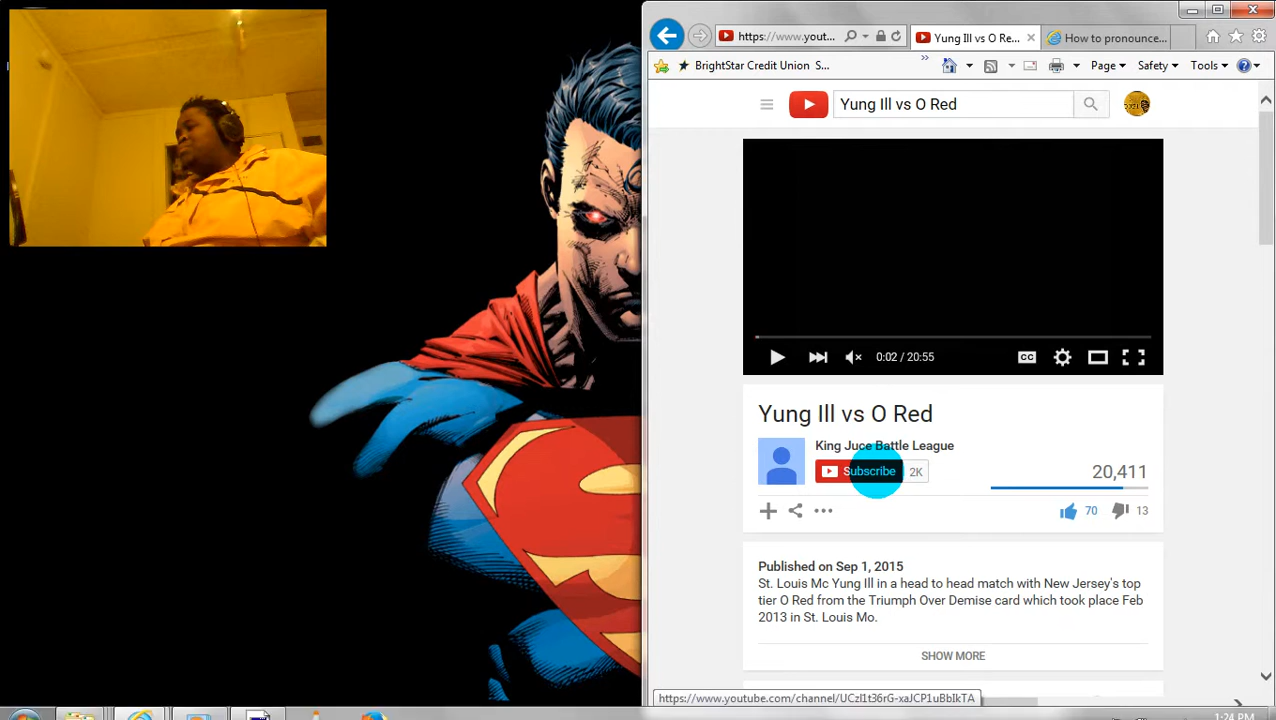 https://www.yout...
Yung Ill vs O Re...
How to pronounce...
BrightStar Credit Union S...
»
Page
Safety
Tools
Yung Ill vs O Red
0:02 / 20:55
CC
Yung Ill vs O Red
King Juce Battle League
Subscribe
2K
20,411
70
13
Published on Sep 1, 2015
St. Louis Mc Yung Ill in a head to head match with New Jersey's top
tier O Red from the Triumph Over Demise card which took place Feb
2013 in St. Louis Mo.
SHOW MORE
https://www.youtube.com/channel/UCzI1t36rG-xaJCP1uBbIkTA
1:24 PM